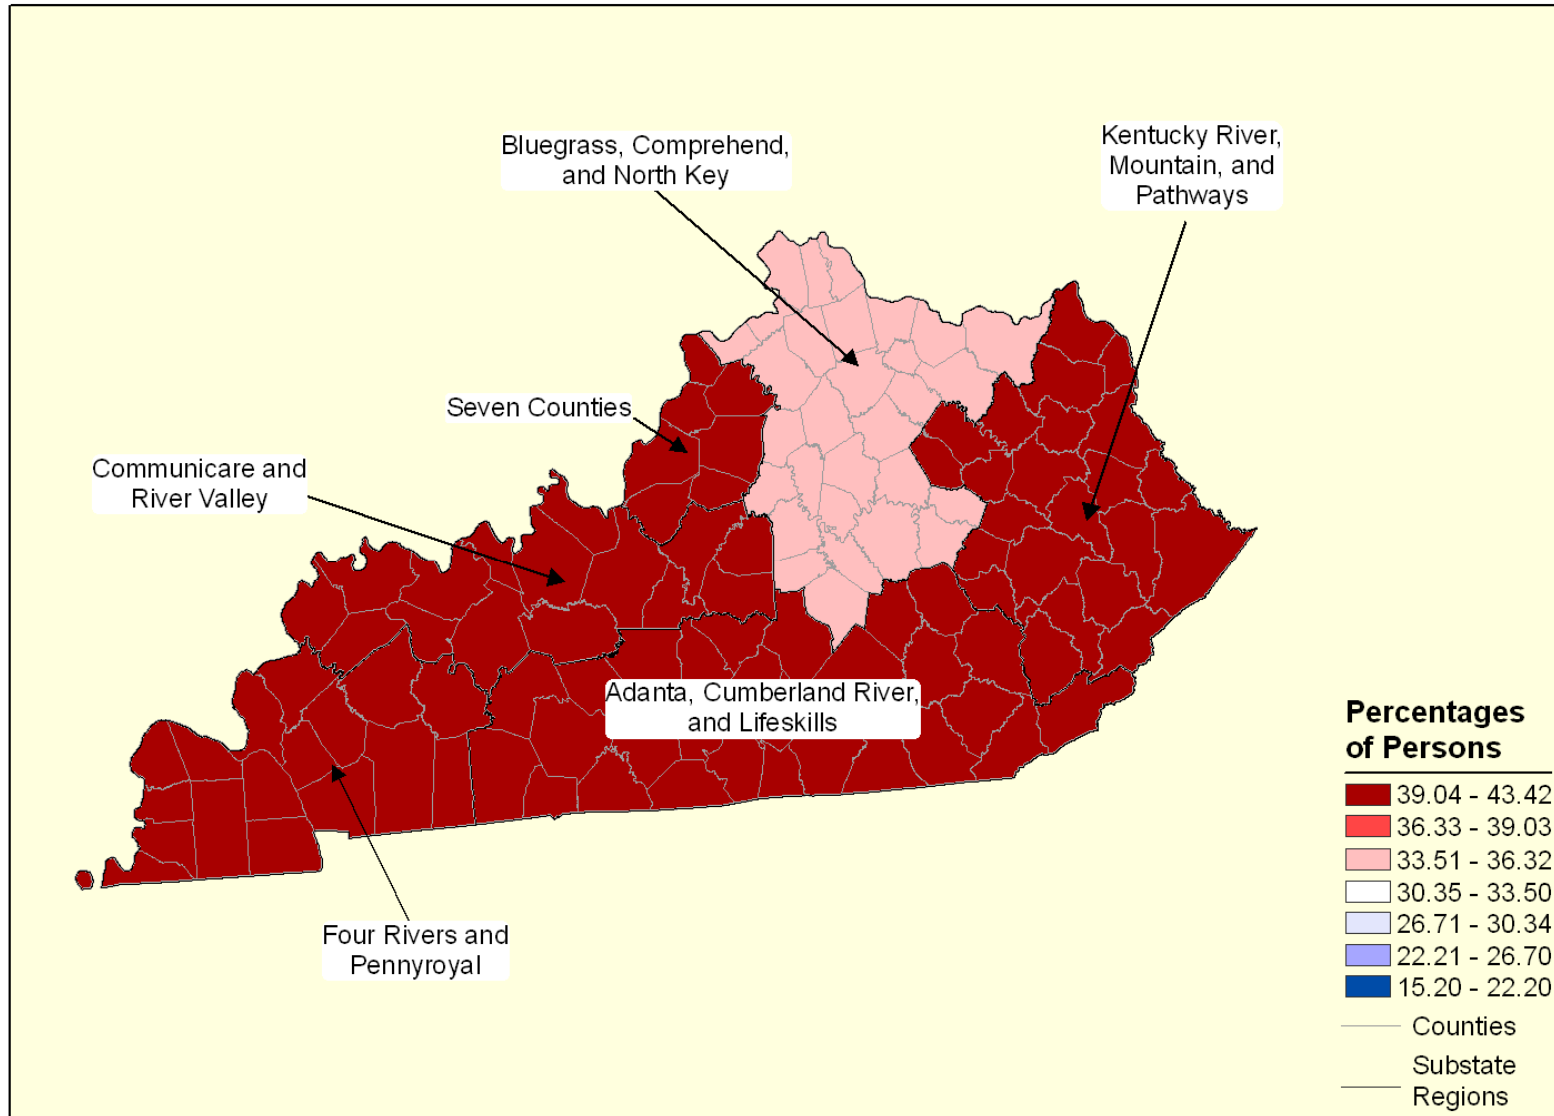 Bluegrass, Comprehend,
and North Key
Kentucky River,
Mountain, and
Pathways
Seven Counties
Communicare and
River Valley
Adanta, Cumberland River,
and Lifeskills
Four Rivers and
Pennyroyal
Percentages
of Persons
39.04 - 43.42
36.33 - 39.03
33.51 - 36.32
30.35 - 33.50
26.71 - 30.34
22.21 - 26.70
15.20 - 22.20
Counties
Substate
Regions